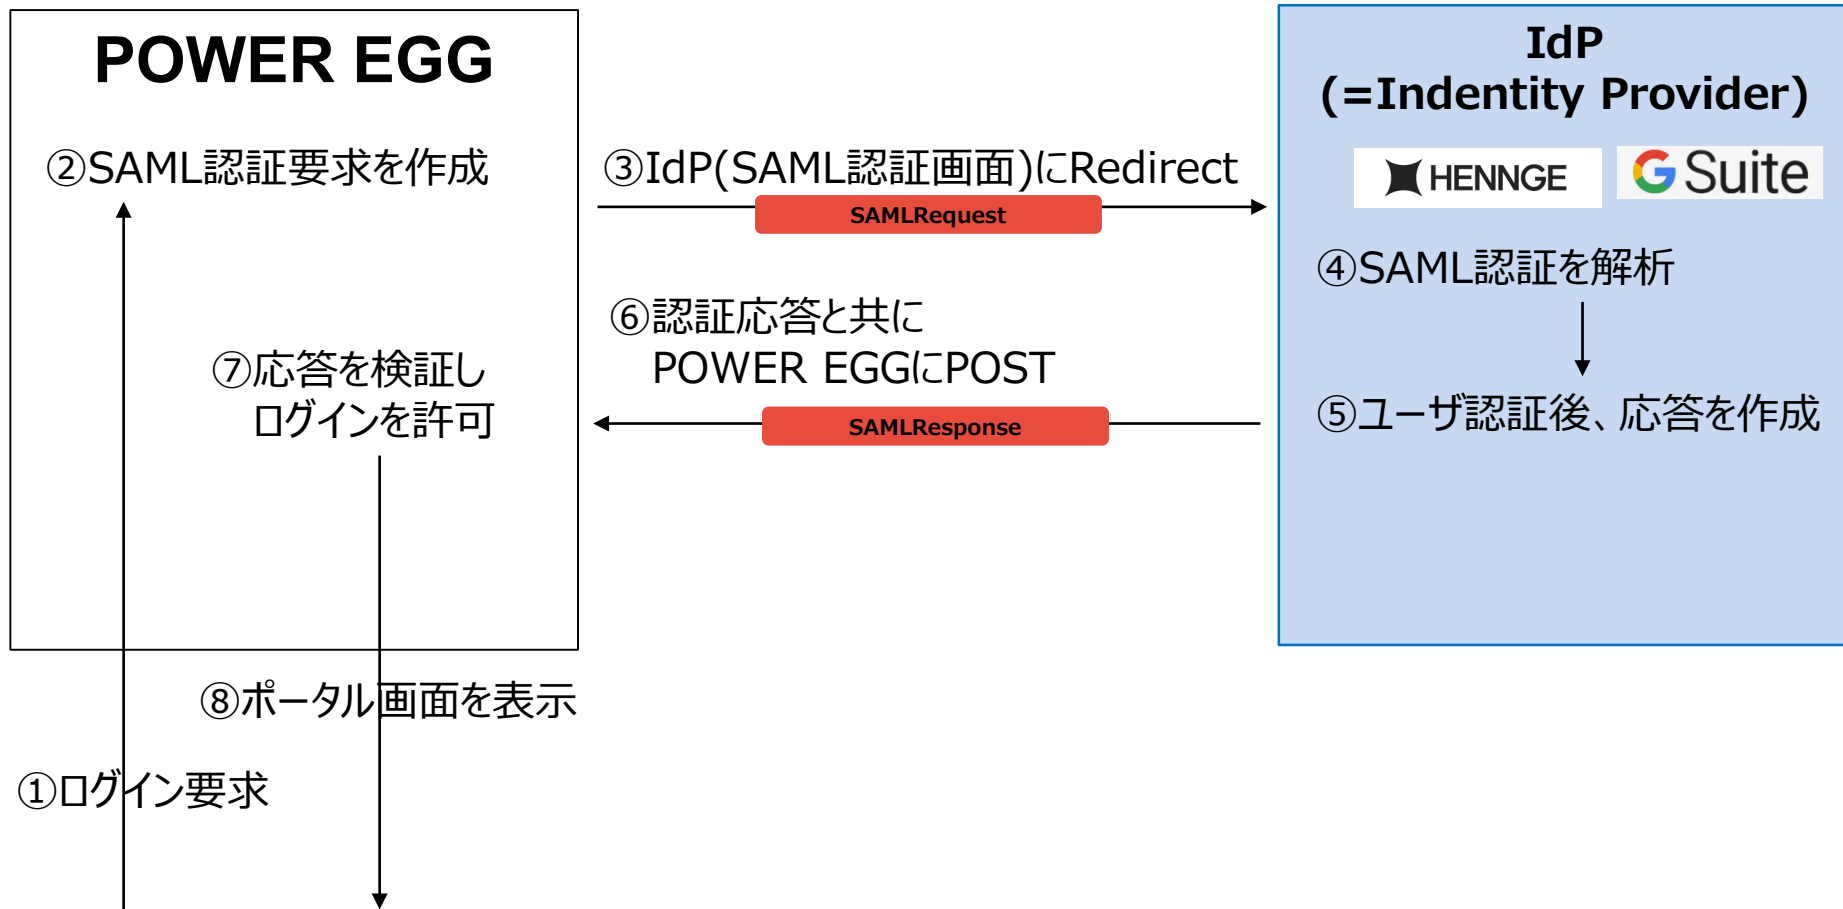 POWER EGG
②SAML認証要求を作成
⑦応答を検証し
ログインを許可
⑧ポータル画面を表示
①ログイン要求
③IdP(SAML認証画面)にRedirect
SAMLRequest
⑥認証応答と共に
POWER EGGにPOST
SAMLResponse
IdP
(=Indentity Provider)
HENNGE
G Suite
④SAML認証を解析
⑤ユーザ認証後、応答を作成